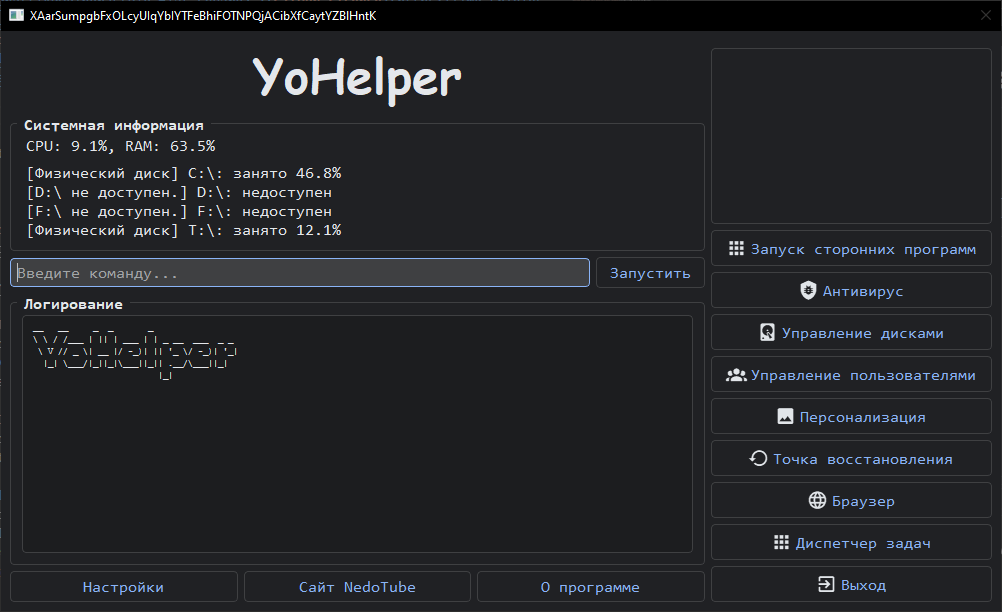 XAarSumpgbFxOLcyUlqYblYTFeBhiFOTNPQjACibXfCaytYZBlHntK
YoHelper
Системная информация
CPU: 9.1%, RAM: 63.5%
[Физический диск] C:\: занято 46.8%
[D:\ не доступен.] D:\: недоступен
[F:\ не доступен.] F:\: недоступен
[Физический диск] T:\: занято 12.1%
Введите команду...
Запустить
Логирование
YoHelper
Настройки
Сайт NedoTube
О программе
Запуск сторонних программ
Антивирус
Управление дисками
Управление пользователями
Персонализация
Точка восстановления
Браузер
Диспетчер задач
Выход